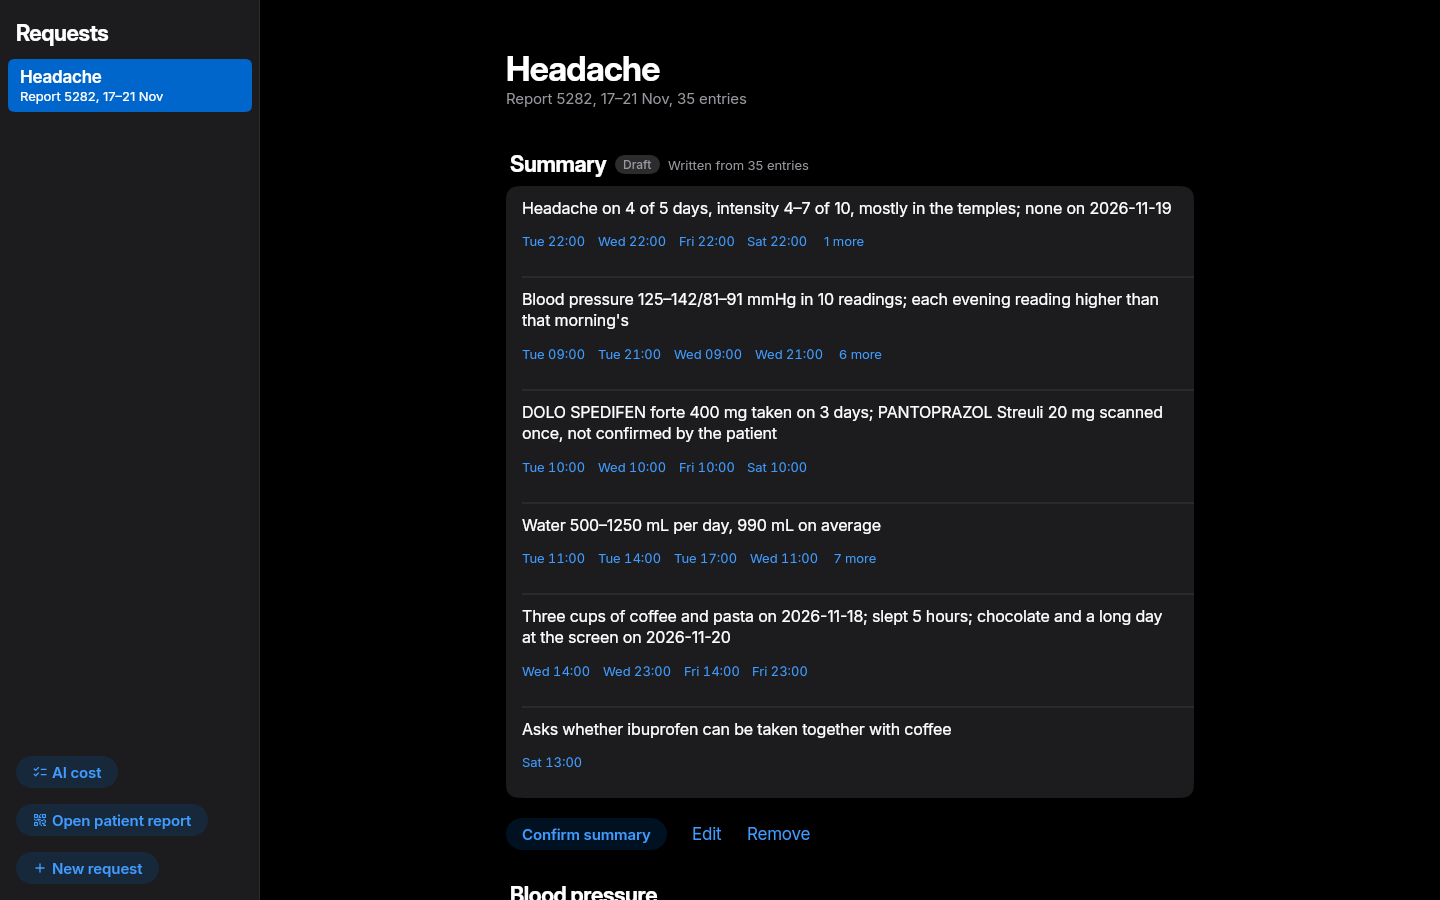 Requests
Headache
Report 5282, 17–21 Nov
AI cost
Open patient report
New request
Headache
Report 5282, 17–21 Nov, 35 entries
Summary Draft Written from 35 entries
Headache on 4 of 5 days, intensity 4–7 of 10, mostly in the temples; none on 2026-11-19
Tue 22:00 Wed 22:00 Fri 22:00 Sat 22:00 1 more
Blood pressure 125–142/81–91 mmHg in 10 readings; each evening reading higher than
that morning's
Tue 09:00 Tue 21:00 Wed 09:00 Wed 21:00 6 more
DOLO SPEDIFEN forte 400 mg taken on 3 days; PANTOPRAZOL Streuli 20 mg scanned
once, not confirmed by the patient
Tue 10:00 Wed 10:00 Fri 10:00 Sat 10:00
Water 500–1250 mL per day, 990 mL on average
Tue 11:00 Tue 14:00 Tue 17:00 Wed 11:00 7 more
Three cups of coffee and pasta on 2026-11-18; slept 5 hours; chocolate and a long day
at the screen on 2026-11-20
Wed 14:00 Wed 23:00 Fri 14:00 Fri 23:00
Asks whether ibuprofen can be taken together with coffee
Sat 13:00
Confirm summary Edit Remove
Blood pressure